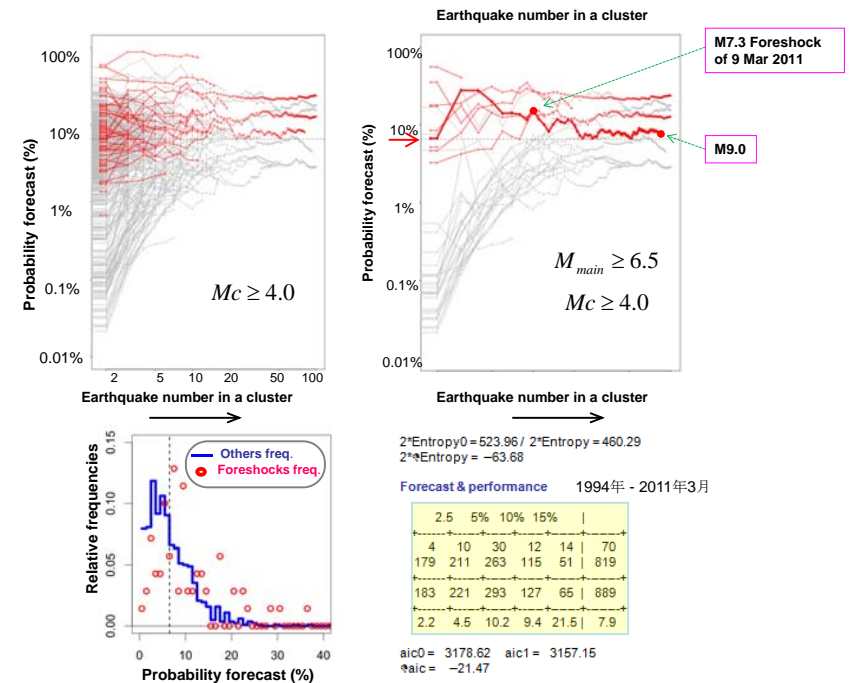 Earthquake number in a cluster
M7.3 Foreshock
of 9 Mar 2011
M9.0
Probability forecast (%)
100%
10%
1%
0.1%
0.01%
Mc ≥ 4.0
2 5 10 20 50 100
Earthquake number in a cluster
Probability forecast (%)
100%
10%
1%
0.1%
0.01%
M main ≥ 6.5
Mc ≥ 4.0
Earthquake number in a cluster
Relative frequencies
0.15
0.10
0.05
0.00
Others freq.
Foreshocks freq.
0 10 20 30 40
Probability forecast (%)
2*Entropy0 = 523.96 / 2*Entropy = 460.29
Entropy = −63.68
Forecast & performance 1994年 - 2011年3月
2.5 5% 10% 15% |
4 10 30 12 14 | 70
179 211 263 115 51 | 819
183 221 293 127 65 | 889
2.2 4.5 10.2 9.4 21.5 | 7.9
aic0 = 3178.62 aic1 = 3157.15
aic = −21.47